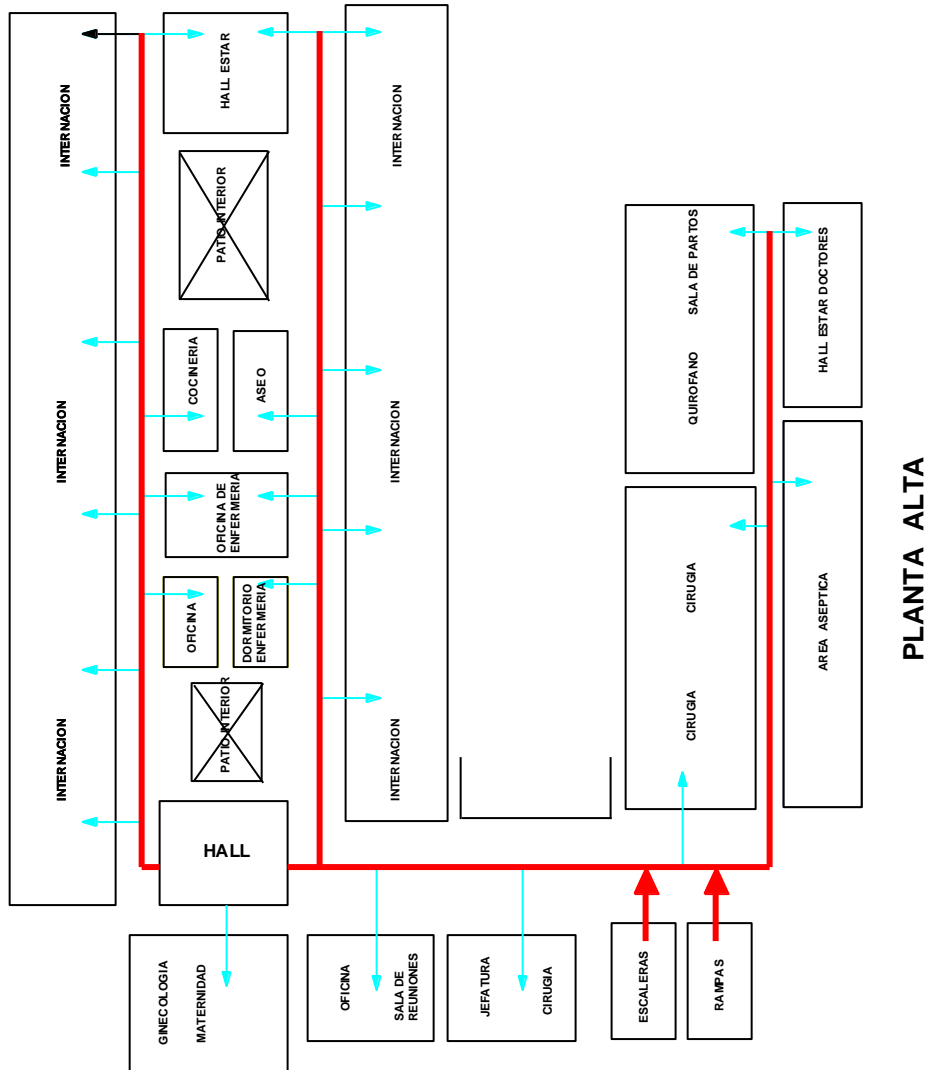 INTERNACION
HALL ESTAR
INTERNACION
PATIO INTERIOR
SALA DE PARTOS
HALL ESTAR DOCTORES
COCINERIA
ASEO
QUIROFANO
INTERNACION
INTERNACION
OFICINA DE
ENFERMERIA
PLANTA ALTA
OFICINA
DORMITORIO
ENFERMERIA
CIRUGIA
AREA ASEPTICA
PATIO INTERIOR
INTERNACION
INTERNACION
CIRUGIA
HALL
GINECOLOGIA
MATERNIDAD
OFICINA
SALA DE
REUNIONES
JEFATURA
CIRUGIA
ESCALERAS
RAMPAS